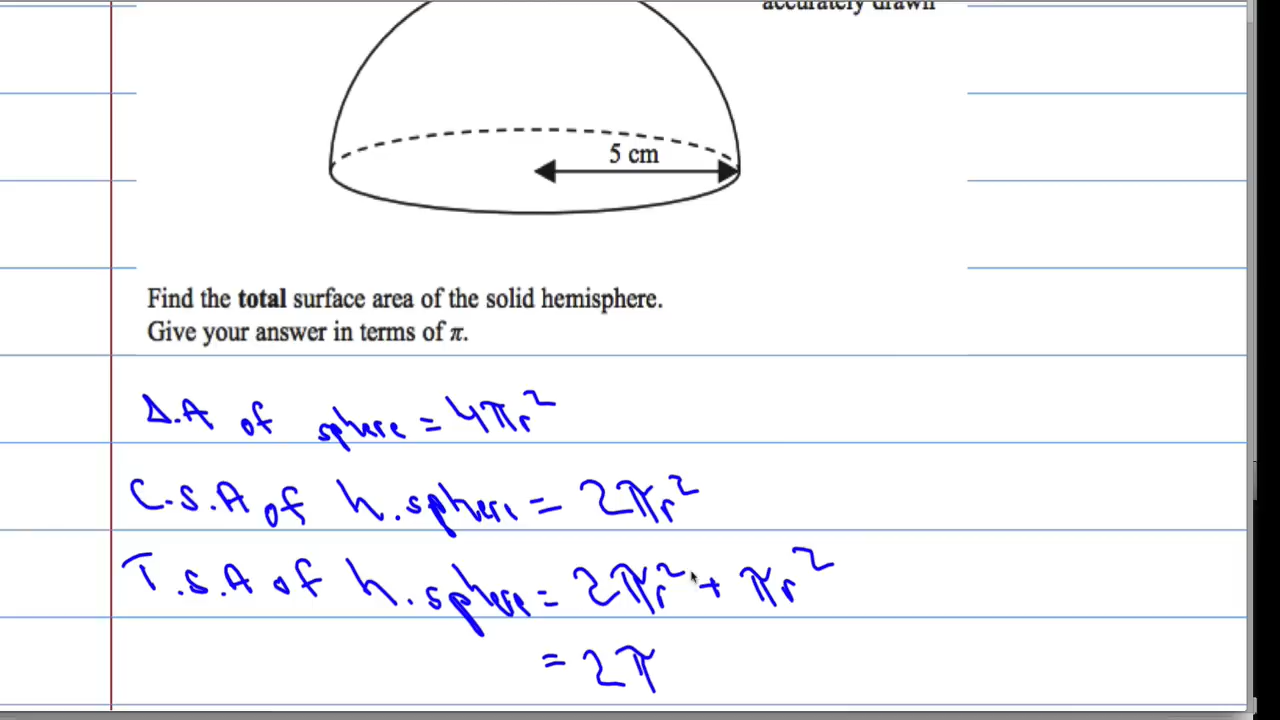 accurately drawn
5 cm
Find the total surface area of the solid hemisphere.
Give your answer in terms of π.
S.A of sphere = 4πr²
C.S.A of h.sphere = 2πr²
T.S.A of h.sphere = 2πr² + πr²
= 2π